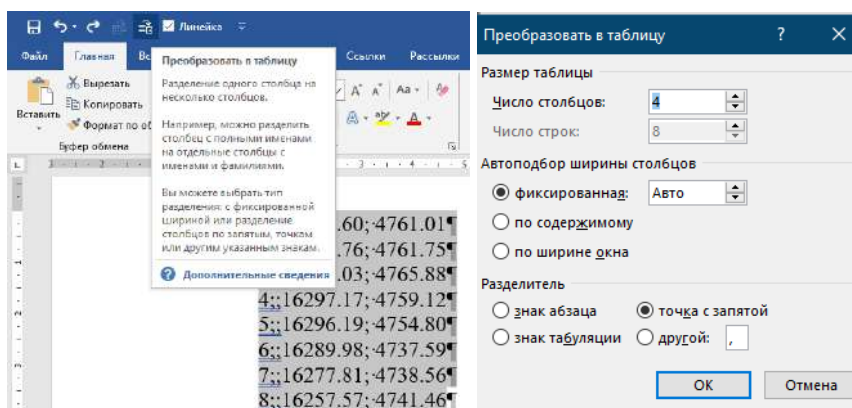 Линейка
Файл
Главная
Вс
Ссылки
Рассылки
Вставить
Вырезать
Копировать
Формат по об
Буфер обмена
Aa
Преобразовать в таблицу
Разделение одного столбца на
несколько столбцов.
Например, можно разделить
столбец с полными именами
на отдельные столбцы с
именами и фамилиями.
Вы можете выбрать тип
разделения: с фиксированной
шириной или разделение
столбцов по запятым, точкам
или другим указанным знакам.
Дополнительные сведения
.60;·4761.01¶
.76;·4761.75¶
.03;·4765.88¶
4;;16297.17;·4759.12¶
5;;16296.19;·4754.80¶
6;;16289.98;·4737.59¶
7;;16277.81;·4738.56¶
8;;16257.57;·4741.46¶
Преобразовать в таблицу ? ×
Размер таблицы
Число столбцов: 4
Число строк: 8
Автоподбор ширины столбцов
фиксированная: Авто
по содержимому
по ширине окна
Разделитель
знак абзаца точка с запятой
знак табуляции другой: ,
ОК Отмена